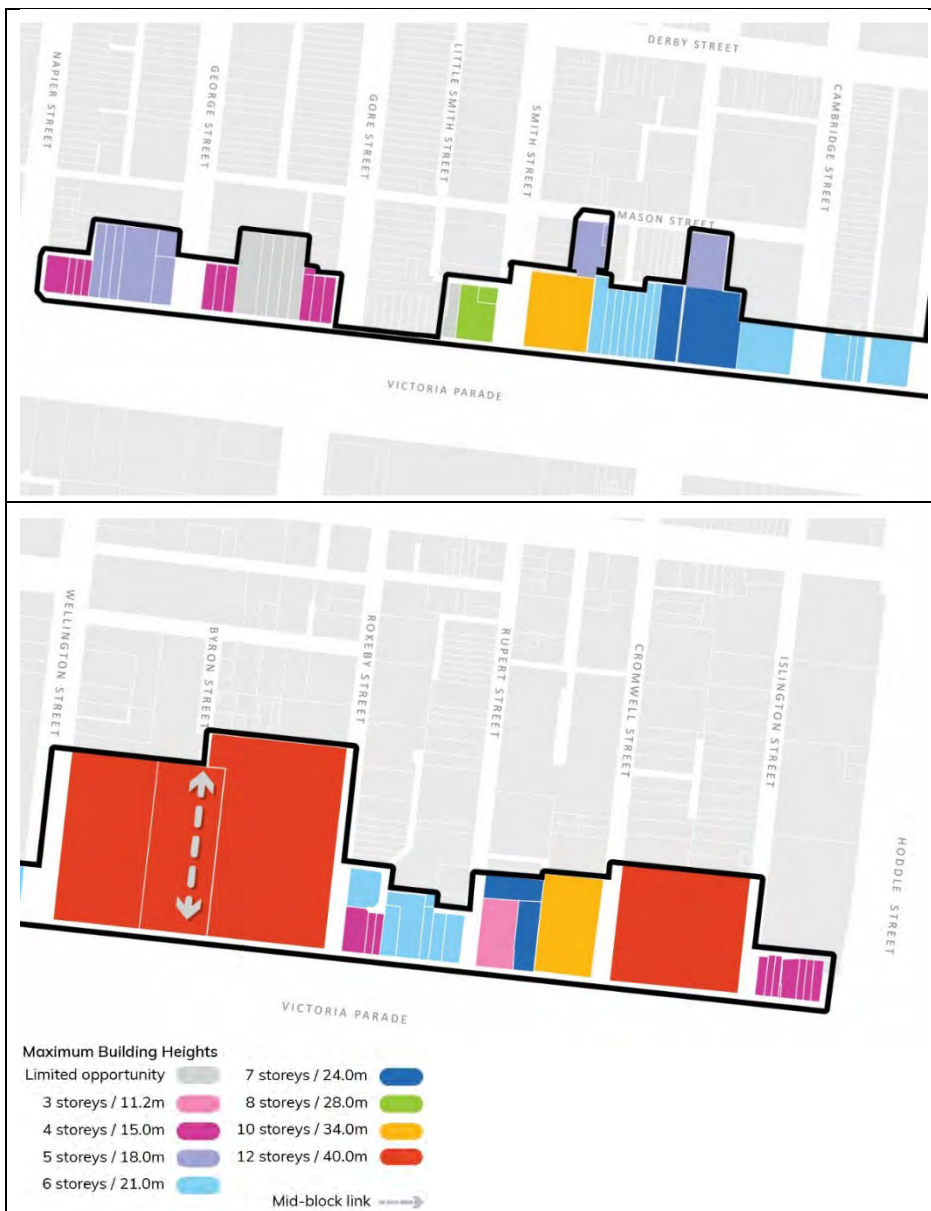 DERBY STREET
NAPIER STREET
GEORGE STREET
GORE STREET
LITTLE SMITH STREET
SMITH STREET
CAMBRIDGE STREET
MASON STREET
VICTORIA PARADE
WELLINGTON STREET
BYRON STREET
ROKEBY STREET
RUPERT STREET
CROMWELL STREET
ISLINGTON STREET
HODDLE STREET
VICTORIA PARADE
Maximum Building Heights
Limited opportunity
3 storeys / 11.2m
4 storeys / 15.0m
5 storeys / 18.0m
6 storeys / 21.0m
7 storeys / 24.0m
8 storeys / 28.0m
10 storeys / 34.0m
12 storeys / 40.0m
Mid-block link